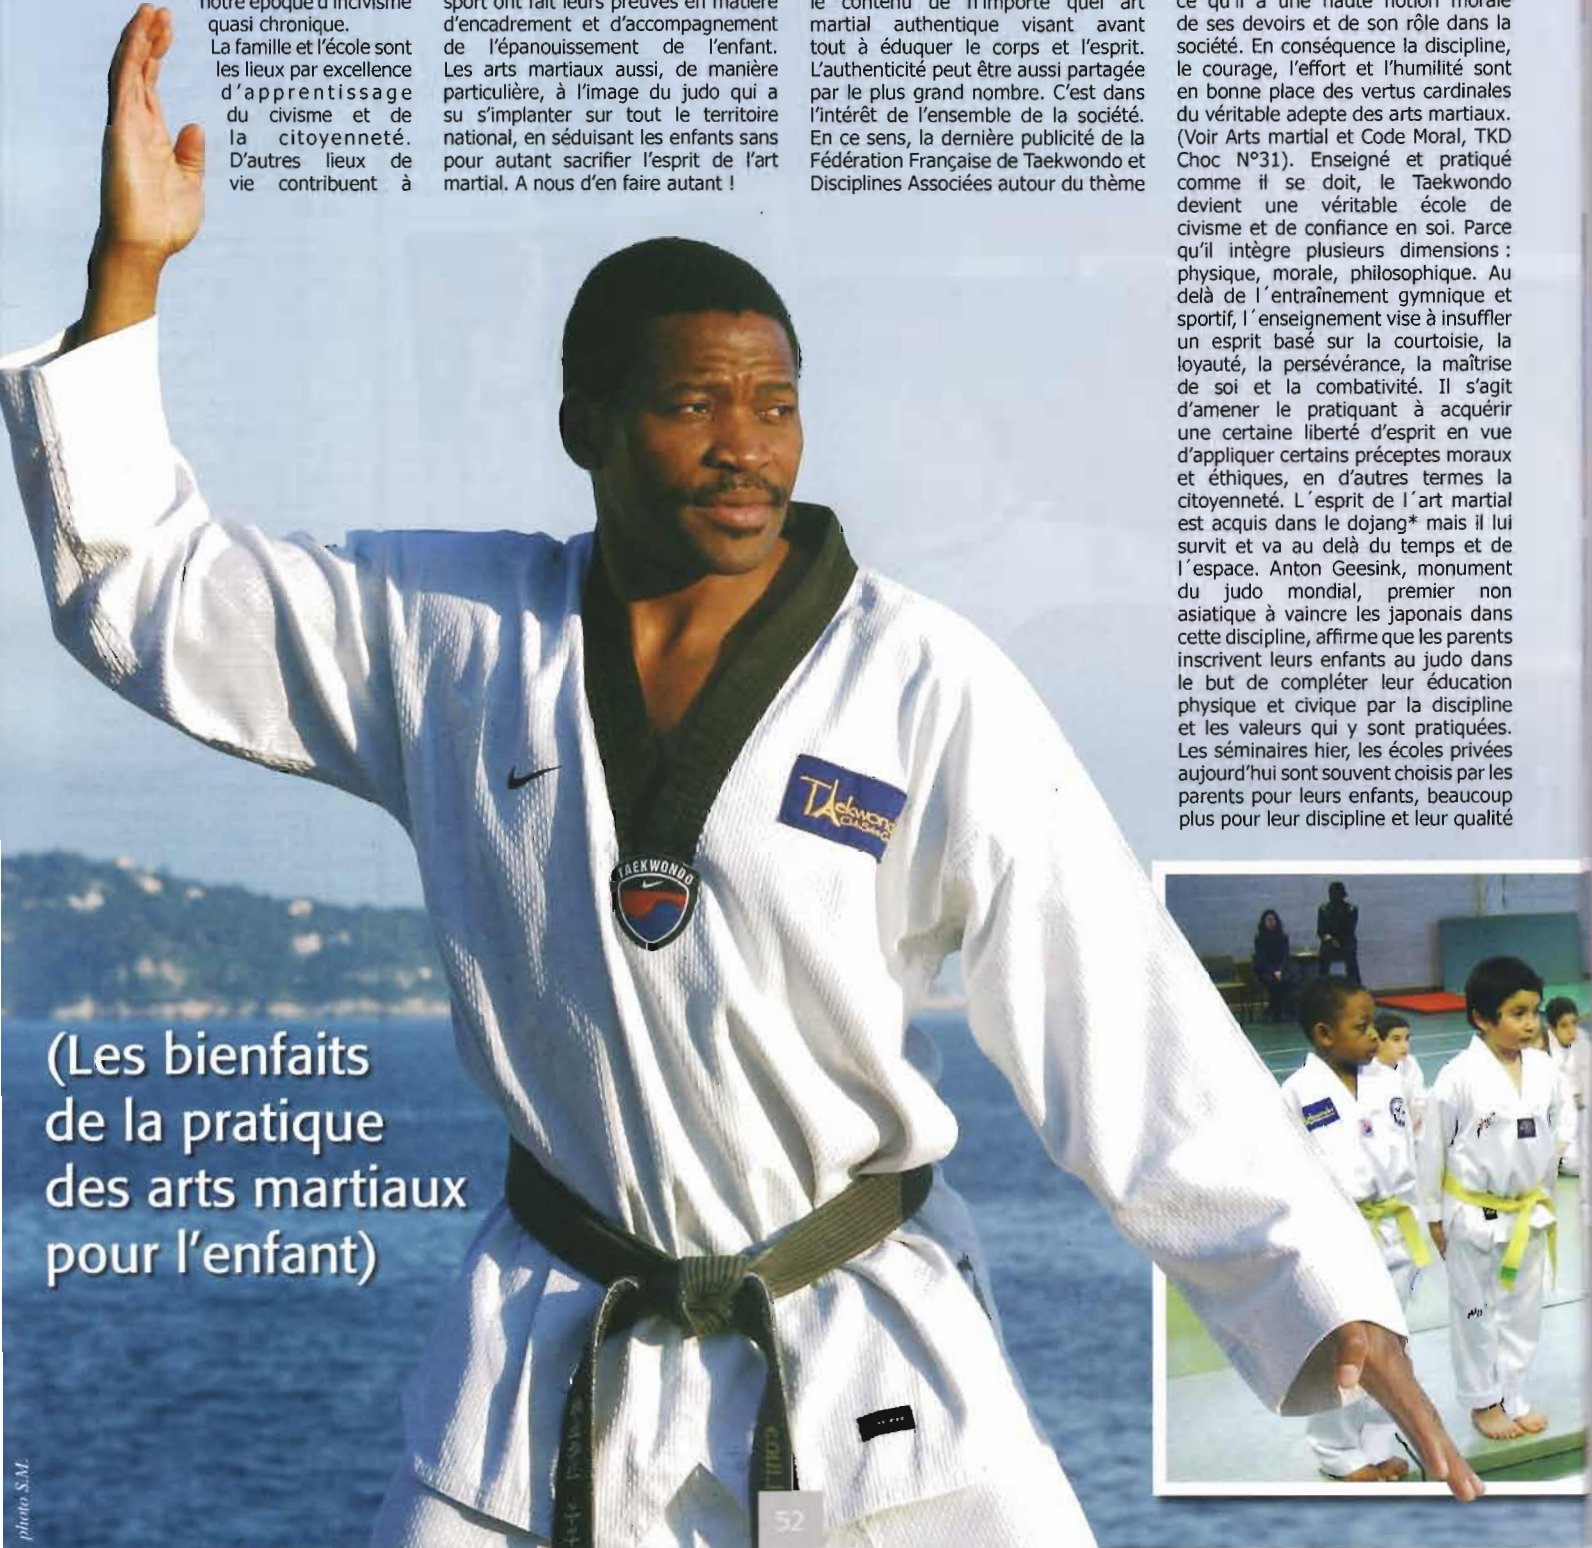 notre époque d'incivisme
quasi chronique.
La famille et l'école sont
les lieux par excellence
d'apprentissage
du civisme et de
la citoyenneté.
D'autres lieux de
vie contribuent à
sport ont fait leurs preuves en matière
d'encadrement et d'accompagnement
de l'épanouissement de l'enfant.
Les arts martiaux aussi, de manière
particulière, à l'image du judo qui a
su s'implanter sur tout le territoire
national, en séduisant les enfants sans
pour autant sacrifier l'esprit de l'art
martial. A nous d'en faire autant !
le contenu de n'importe quel art
martial authentique visant avant
tout à éduquer le corps et l'esprit.
L'authenticité peut être aussi partagée
par le plus grand nombre. C'est dans
l'intérêt de l'ensemble de la société.
En ce sens, la dernière publicité de la
Fédération Française de Taekwondo et
Disciplines Associées autour du thème
ce qu'il a une haute notion morale
de ses devoirs et de son rôle dans la
société. En conséquence la discipline,
le courage, l'effort et l'humilité sont
en bonne place des vertus cardinales
du véritable adepte des arts martiaux.
(Voir Arts martial et Code Moral, TKD
Choc N°31). Enseigné et pratiqué
comme il se doit, le Taekwondo
devient une véritable école de
civisme et de confiance en soi. Parce
qu'il intègre plusieurs dimensions :
physique, morale, philosophique. Au
delà de l´entraînement gymnique et
sportif, l´enseignement vise à insuffler
un esprit basé sur la courtoisie, la
loyauté, la persévérance, la maîtrise
de soi et la combativité. Il s'agit
d'amener le pratiquant à acquérir
une certaine liberté d'esprit en vue
d'appliquer certains préceptes moraux
et éthiques, en d'autres termes la
citoyenneté. L´esprit de l´art martial
est acquis dans le dojang* mais il lui
survit et va au delà du temps et de
l´espace. Anton Geesink, monument
du judo mondial, premier non
asiatique à vaincre les japonais dans
cette discipline, affirme que les parents
inscrivent leurs enfants au judo dans
le but de compléter leur éducation
physique et civique par la discipline
et les valeurs qui y sont pratiquées.
Les séminaires hier, les écoles privées
aujourd'hui sont souvent choisis par les
parents pour leurs enfants, beaucoup
plus pour leur discipline et leur qualité
Taekwondo
TAEKWONDO
(Les bienfaits
de la pratique
des arts martiaux
pour l'enfant)
photo S.M.
52